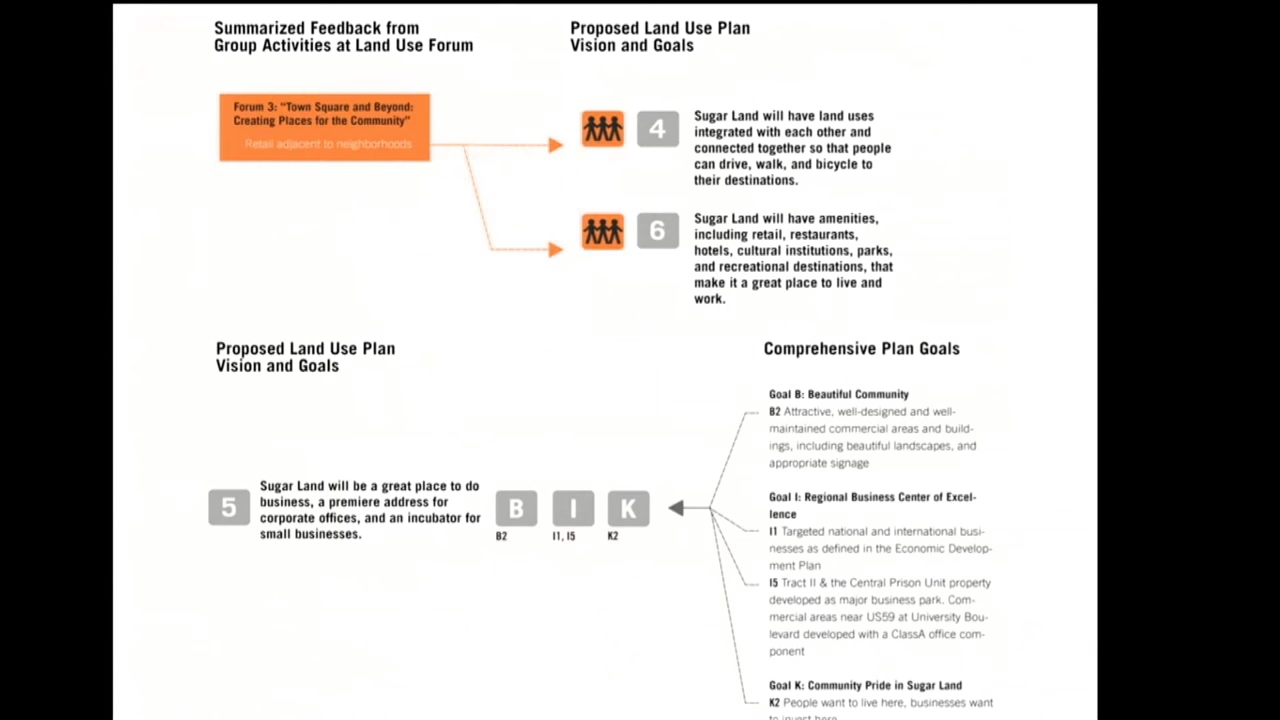 Summarized Feedback from
Group Activities at Land Use Forum
Proposed Land Use Plan
Vision and Goals
Forum 3: “Town Square and Beyond:
Creating Places for the Community”
Retail adjacent to neighborhoods
4
Sugar Land will have land uses
integrated with each other and
connected together so that people
can drive, walk, and bicycle to
their destinations.
6
Sugar Land will have amenities,
including retail, restaurants,
hotels, cultural institutions, parks,
and recreational destinations, that
make it a great place to live and
work.
Proposed Land Use Plan
Vision and Goals
Comprehensive Plan Goals
5
Sugar Land will be a great place to do
business, a premiere address for
corporate offices, and an incubator for
small businesses.
B I K
B2 I1, I5 K2
Goal B: Beautiful Community
B2 Attractive, well-designed and well-
maintained commercial areas and build-
ings, including beautiful landscapes, and
appropriate signage
Goal I: Regional Business Center of Excel-
lence
I1 Targeted national and international busi-
nesses as defined in the Economic Develop-
ment Plan
I5 Tract II & the Central Prison Unit property
developed as major business park. Com-
mercial areas near US59 at University Bou-
levard developed with a ClassA office com-
ponent
Goal K: Community Pride in Sugar Land
K2 People want to live here, businesses want
to invest here